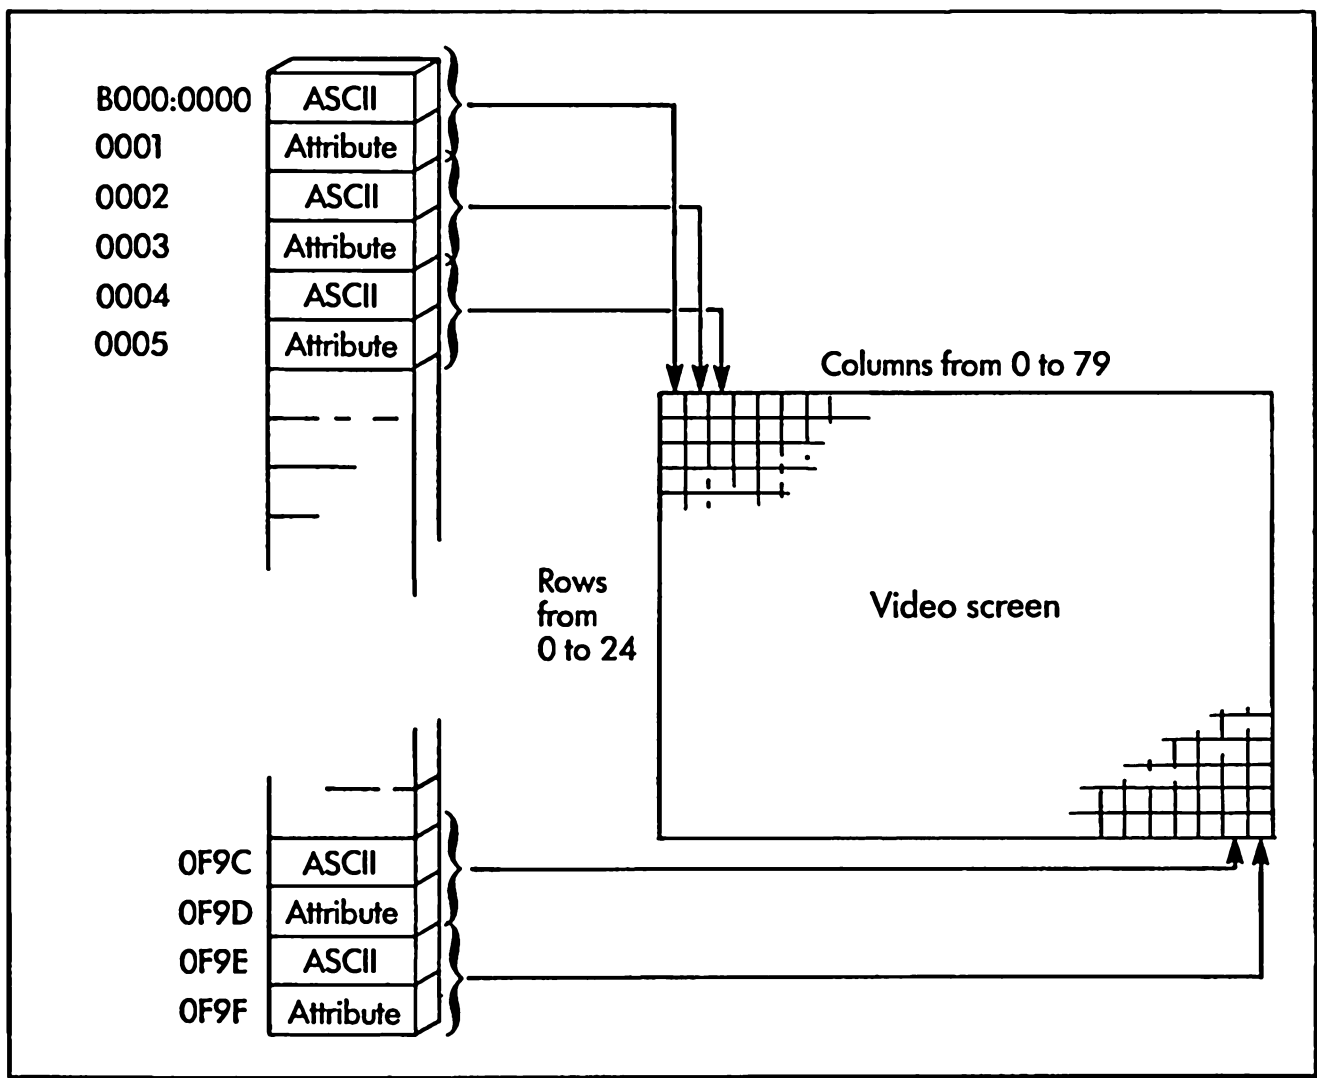 B000:0000 ASCII
0001 Attribute
0002 ASCII
0003 Attribute
0004 ASCII
0005 Attribute
Columns from 0 to 79
Rows
from
0 to 24
Video screen
0F9C ASCII
0F9D Attribute
0F9E ASCII
0F9F Attribute